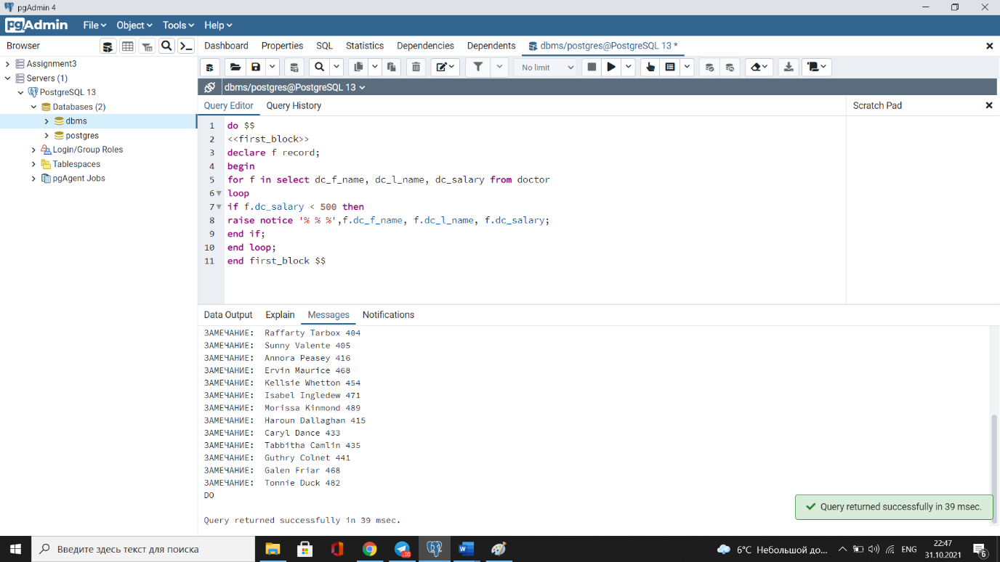 pgAdmin 4
pgAdmin File Object Tools Help
Browser
Dashboard Properties SQL Statistics Dependencies Dependents dbms/postgres@PostgreSQL 13 *
Assignment3
Servers (1)
PostgreSQL 13
Databases (2)
dbms
postgres
Login/Group Roles
Tablespaces
pgAgent Jobs
No limit
dbms/postgres@PostgreSQL 13
Query Editor Query History
Scratch Pad
1 do $$
2 <<first_block>>
3 declare f record;
4 begin
5 for f in select dc_f_name, dc_l_name, dc_salary from doctor
6 loop
7 if f.dc_salary < 500 then
8 raise notice '% % %',f.dc_f_name, f.dc_l_name, f.dc_salary;
9 end if;
10 end loop;
11 end first_block $$
Data Output Explain Messages Notifications
ЗАМЕЧАНИЕ: Raffarty Tarbox 404
ЗАМЕЧАНИЕ: Sunny Valente 405
ЗАМЕЧАНИЕ: Annora Peasey 416
ЗАМЕЧАНИЕ: Ervin Maurice 468
ЗАМЕЧАНИЕ: Kellsie Whetton 454
ЗАМЕЧАНИЕ: Isabel Ingledew 471
ЗАМЕЧАНИЕ: Morissa Kinmond 489
ЗАМЕЧАНИЕ: Haroun Dallaghan 415
ЗАМЕЧАНИЕ: Caryl Dance 433
ЗАМЕЧАНИЕ: Tabbitha Camlin 435
ЗАМЕЧАНИЕ: Guthry Colnet 441
ЗАМЕЧАНИЕ: Galen Friar 468
ЗАМЕЧАНИЕ: Tonnie Duck 482
DO
Query returned successfully in 39 msec.
Query returned successfully in 39 msec.
Введите здесь текст для поиска
6°C Небольшой до...
ENG
22:47
31.10.2021
6